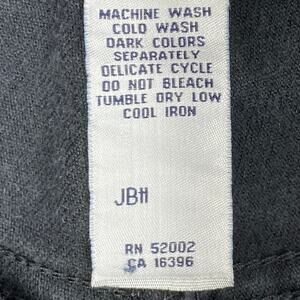 MACHINE WASH
COLD WASH
DARK COLORS
SEPARATELY
DELICATE CYCLE
DO NOT BLEACH
TUMBLE DRY LOW
COOL IRON
JBH
RN 52002
CA 16396